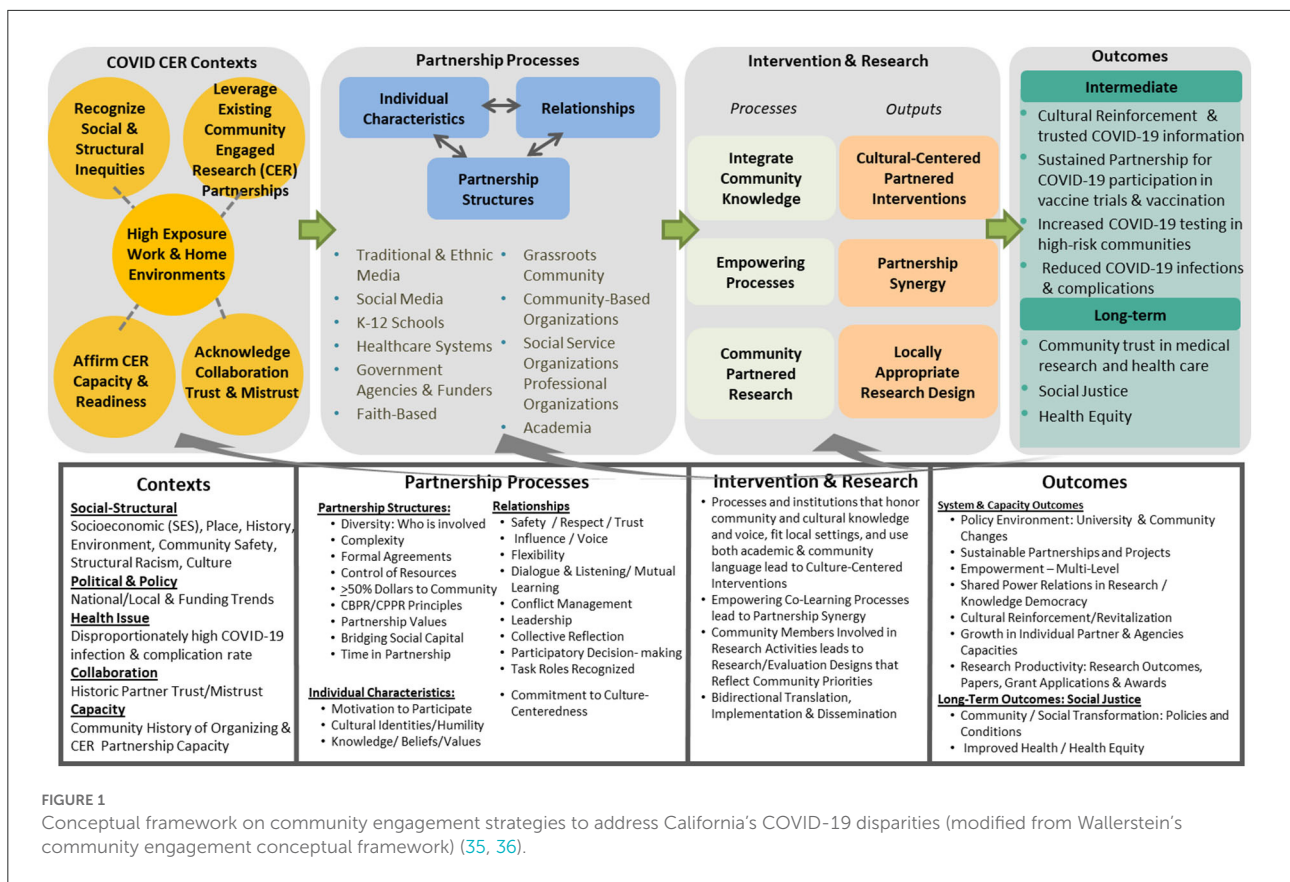 COVID CER Contexts
Recognize
Social &
Structural
Inequities
Leverage
Existing
Community
Engaged
Research (CER)
Partnerships
High Exposure
Work & Home
Environments
Affirm CER
Capacity &
Readiness
Acknowledge
Collaboration
Trust & Mistrust
Partnership Processes
Individual
Characteristics
Relationships
Partnership
Structures
• Traditional & Ethnic
Media
• Social Media
• K-12 Schools
• Healthcare Systems
• Government
Agencies & Funders
• Faith-Based
• Grassroots
Community
• Community-Based
Organizations
• Social Service
Organizations
Professional
Organizations
• Academia
Intervention & Research
Processes
Outputs
Integrate
Community
Knowledge
Cultural-Centered
Partnered
Interventions
Empowering
Processes
Partnership
Synergy
Community
Partnered
Research
Locally
Appropriate
Research Design
Outcomes
Intermediate
• Cultural Reinforcement &
trusted COVID-19 information
• Sustained Partnership for
COVID-19 participation in
vaccine trials & vaccination
• Increased COVID-19 testing in
high-risk communities
• Reduced COVID-19 infections
& complications
Long-term
• Community trust in medical
research and health care
• Social Justice
• Health Equity
Contexts
Social-Structural
Socioeconomic (SES), Place, History,
Environment, Community Safety,
Structural Racism, Culture
Political & Policy
National/Local & Funding Trends
Health Issue
Disproportionately high COVID-19
infection & complication rate
Collaboration
Historic Partner Trust/Mistrust
Capacity
Community History of Organizing &
CER Partnership Capacity
Partnership Processes
Partnership Structures:
• Diversity: Who is involved
• Complexity
• Formal Agreements
• Control of Resources
• ≥50% Dollars to Community
• CBPR/CPPR Principles
• Partnership Values
• Bridging Social Capital
• Time in Partnership
Individual Characteristics:
• Motivation to Participate
• Cultural Identities/Humility
• Knowledge/ Beliefs/Values
Relationships
• Safety / Respect / Trust
• Influence / Voice
• Flexibility
• Dialogue & Listening/ Mutual
Learning
• Conflict Management
• Leadership
• Collective Reflection
• Participatory Decision- making
• Task Roles Recognized
• Commitment to Culture-
Centeredness
Intervention & Research
• Processes and institutions that honor
community and cultural knowledge
and voice, fit local settings, and use
both academic & community
language lead to Culture-Centered
Interventions
• Empowering Co-Learning Processes
lead to Partnership Synergy
• Community Members Involved in
Research Activities leads to
Research/Evaluation Designs that
Reflect Community Priorities
• Bidirectional Translation,
Implementation & Dissemination
Outcomes
System & Capacity Outcomes
• Policy Environment: University & Community
Changes
• Sustainable Partnerships and Projects
• Empowerment – Multi-Level
• Shared Power Relations in Research /
Knowledge Democracy
• Cultural Reinforcement/Revitalization
• Growth in Individual Partner & Agencies
Capacities
• Research Productivity: Research Outcomes,
Papers, Grant Applications & Awards
Long-Term Outcomes: Social Justice
• Community / Social Transformation: Policies and
Conditions
• Improved Health / Health Equity
FIGURE 1
Conceptual framework on community engagement strategies to address California's COVID-19 disparities (modified from Wallerstein's
community engagement conceptual framework) (35, 36).